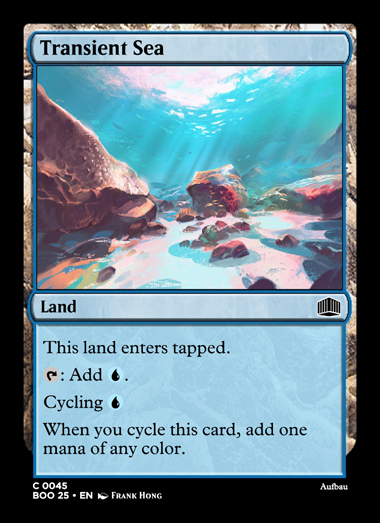 Transient Sea
Land
This land enters tapped.
: Add .
Cycling
When you cycle this card, add one
mana of any color.
C 0045
BOO 25 • EN FRANK HONG
Aufbau